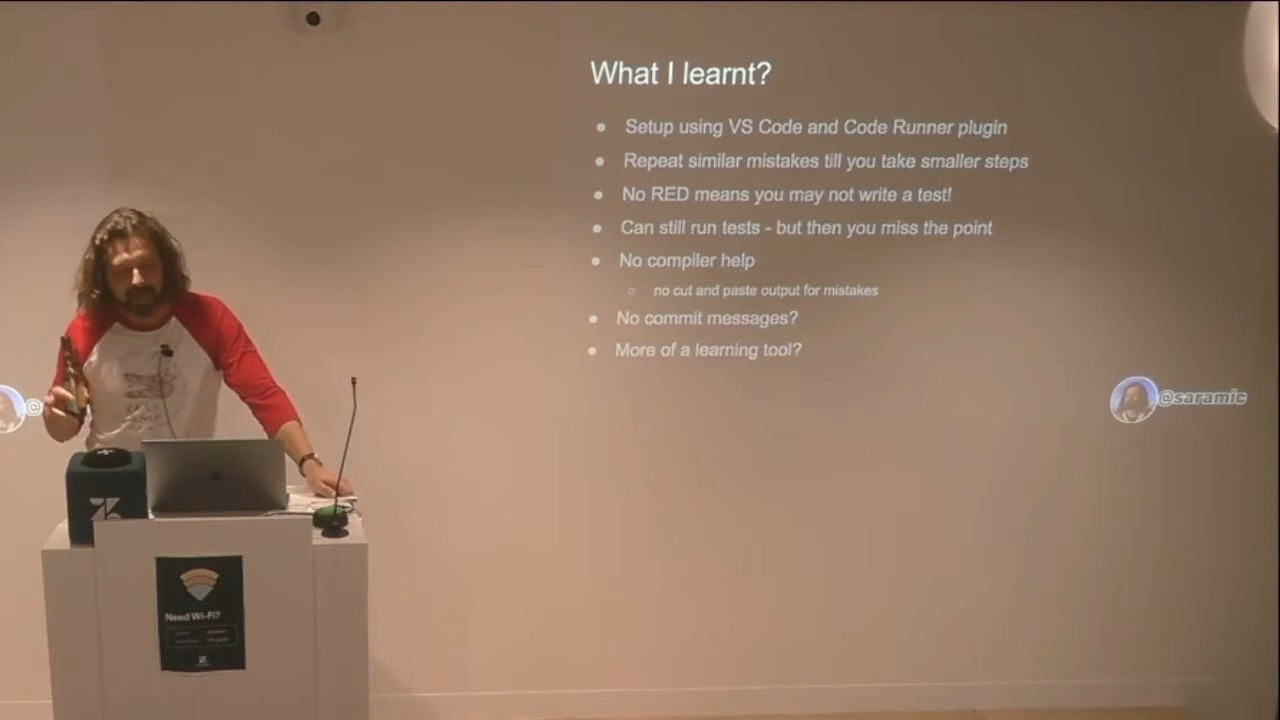 What I learnt?
Setup using VS Code and Code Runner plugin
Repeat similar mistakes till you take smaller steps
No RED means you may not write a test!
Can still run tests - but then you miss the point
No compiler help
no cut and paste output for mistakes
No commit messages?
More of a learning tool?
@saramic
@
Need Wi-Fi?